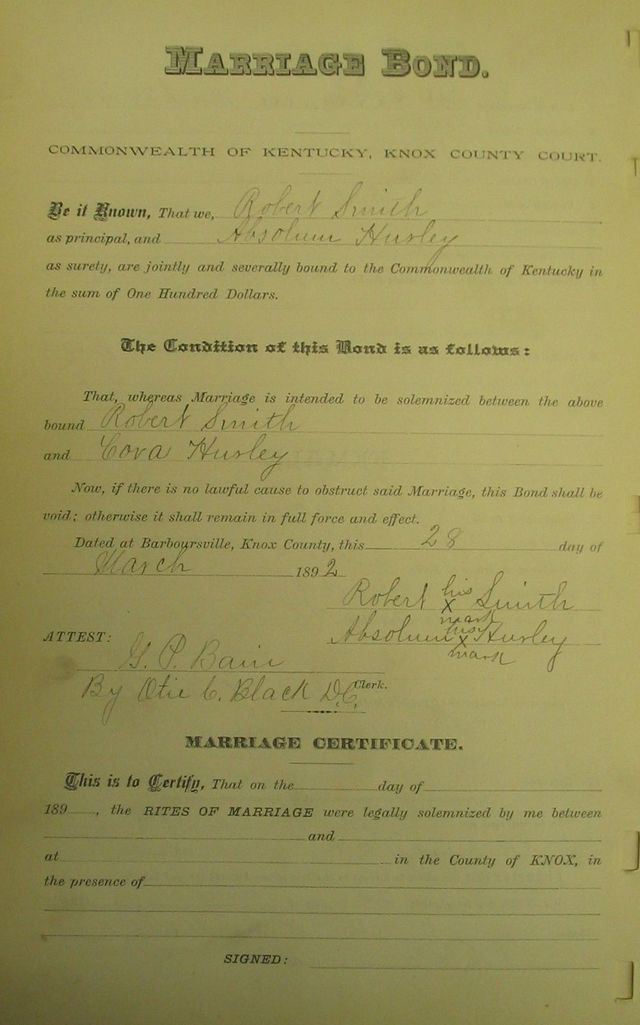 MARRIAGE BOND.
COMMONWEALTH OF KENTUCKY, KNOX COUNTY COURT.
Be it Known, That we, Robert Smith
as principal, and Absolum Husley
as surety, are jointly and severally bound to the Commonwealth of Kentucky in
the sum of One Hundred Dollars.
The Condition of this Bond is as follows:
That, whereas Marriage is intended to be solemnized between the above
bound Robert Smith
and Cova Husley
Now, if there is no lawful cause to obstruct said Marriage, this Bond shall be
void; otherwise it shall remain in full force and effect.
Dated at Barboursville, Knox County, this 28 day of
March 1892
Robert his x mark Smith
Absolum his x mark Husley
ATTEST:
G. P. Bain
By Otie C. Black D.C. Clerk.
MARRIAGE CERTIFICATE.
This is to Certify, That on the day of
189 , the RITES OF MARRIAGE were legally solemnized by me between
and
at in the County of KNOX, in
the presence of
SIGNED: